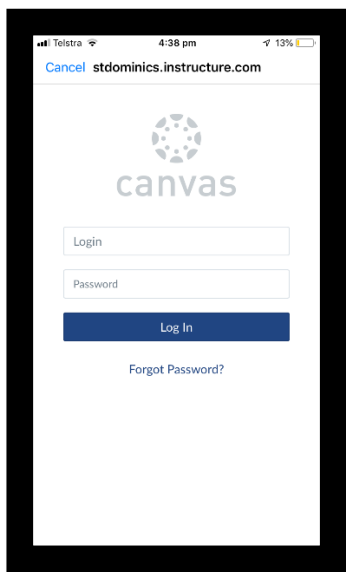 Telstra 4:38 pm 13%
Cancel stdominics.instructure.com
canvas
Login
Password
Log In
Forgot Password?